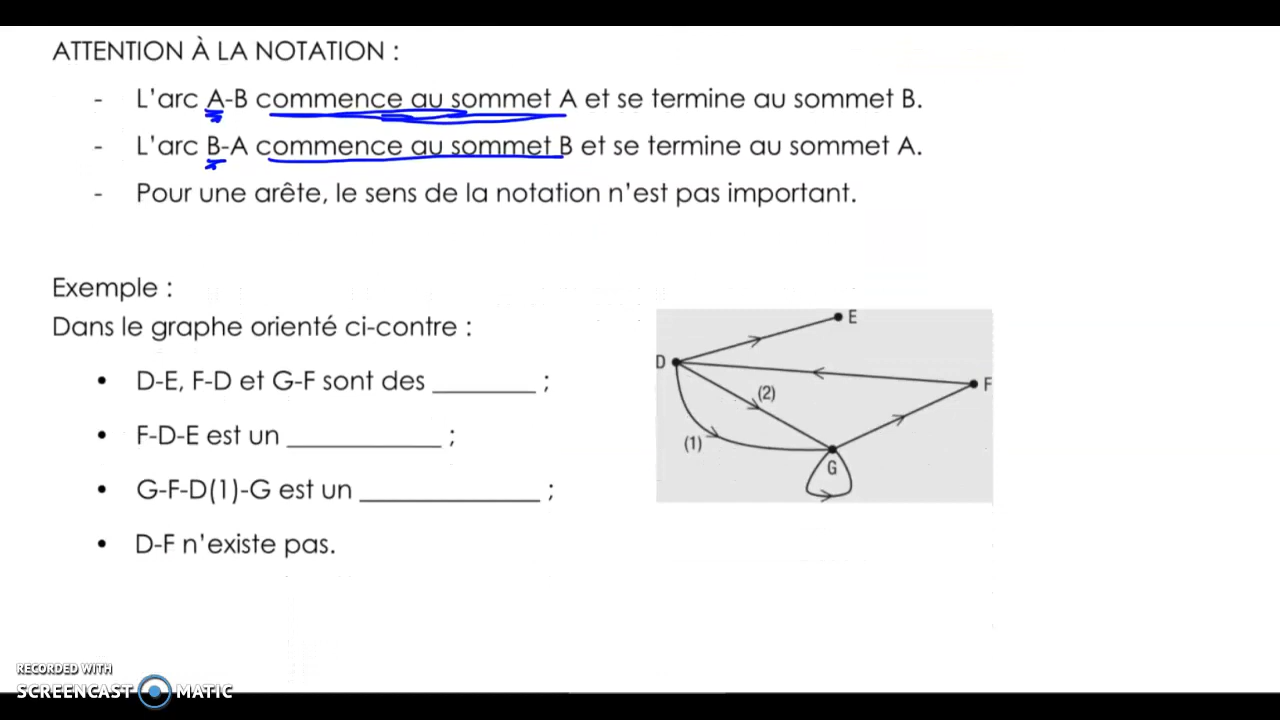 ATTENTION À LA NOTATION :
- L'arc A-B commence au sommet A et se termine au sommet B.
- L'arc B-A commence au sommet B et se termine au sommet A.
- Pour une arête, le sens de la notation n'est pas important.
Exemple :
Dans le graphe orienté ci-contre :
• D-E, F-D et G-F sont des ________ ;
• F-D-E est un ____________ ;
• G-F-D(1)-G est un ______________ ;
• D-F n'existe pas.
E
D
F
(2)
(1)
G
RECORDED WITH
SCREENCAST MATIC